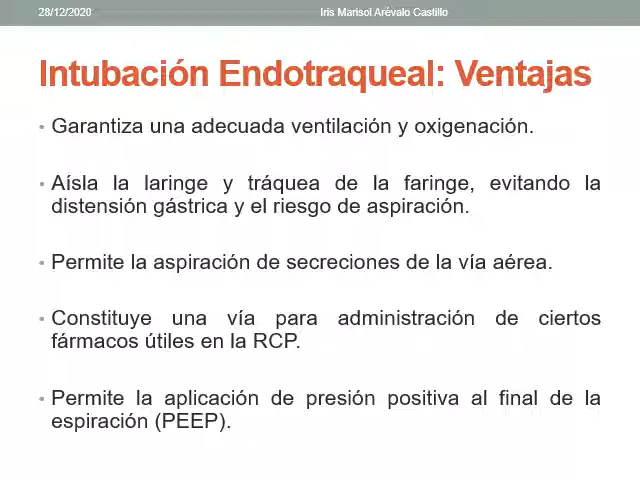 28/12/2020 Iris Marisol Arévalo Castillo
Intubación Endotraqueal: Ventajas
• Garantiza una adecuada ventilación y oxigenación.
• Aísla la laringe y tráquea de la faringe, evitando la
distensión gástrica y el riesgo de aspiración.
• Permite la aspiración de secreciones de la vía aérea.
• Constituye una vía para administración de ciertos
fármacos útiles en la RCP.
• Permite la aplicación de presión positiva al final de la
espiración (PEEP).